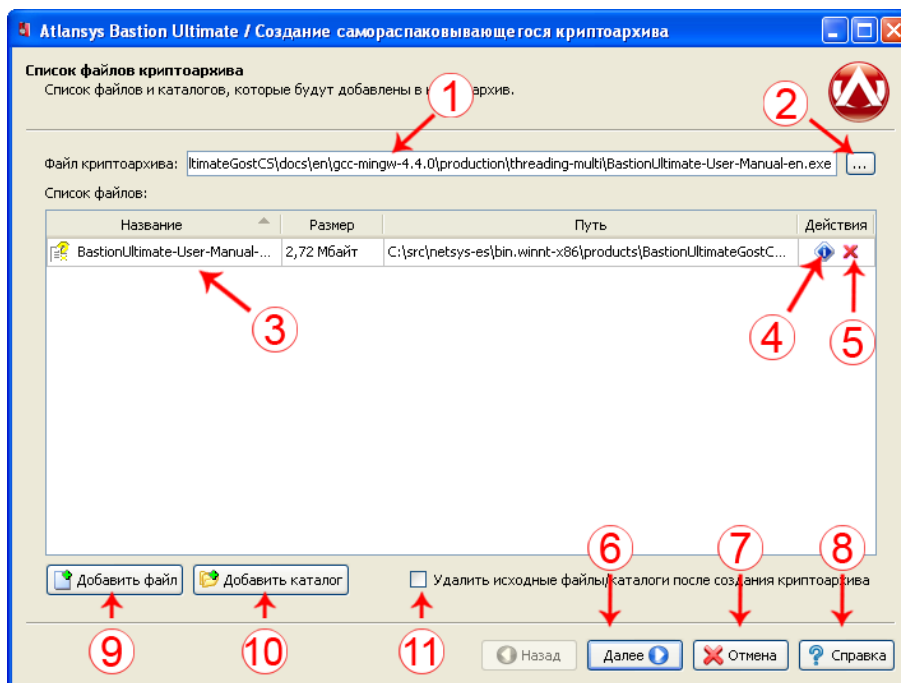 Atlansys Bastion Ultimate / Создание самораспаковывающегося криптоархива
Список файлов криптоархива
Список файлов и каталогов, которые будут добавлены в архив.
1
2
Файл криптоархива: ltimateGostCS\docs\en\gcc-mingw-4.4.0\production\threading-multi\BastionUltimate-User-Manual-en.exe ...
Список файлов:
Название Размер Путь Действия
BastionUltimate-User-Manual-... 2,72 Мбайт C:\src\netsys-es\bin.winnt-x86\products\BastionUltimateGostC...
3
4
5
6
7
8
Добавить файл Добавить каталог Удалить исходные файлы/каталоги после создания криптоархива
9
10
11
Назад Далее Отмена Справка